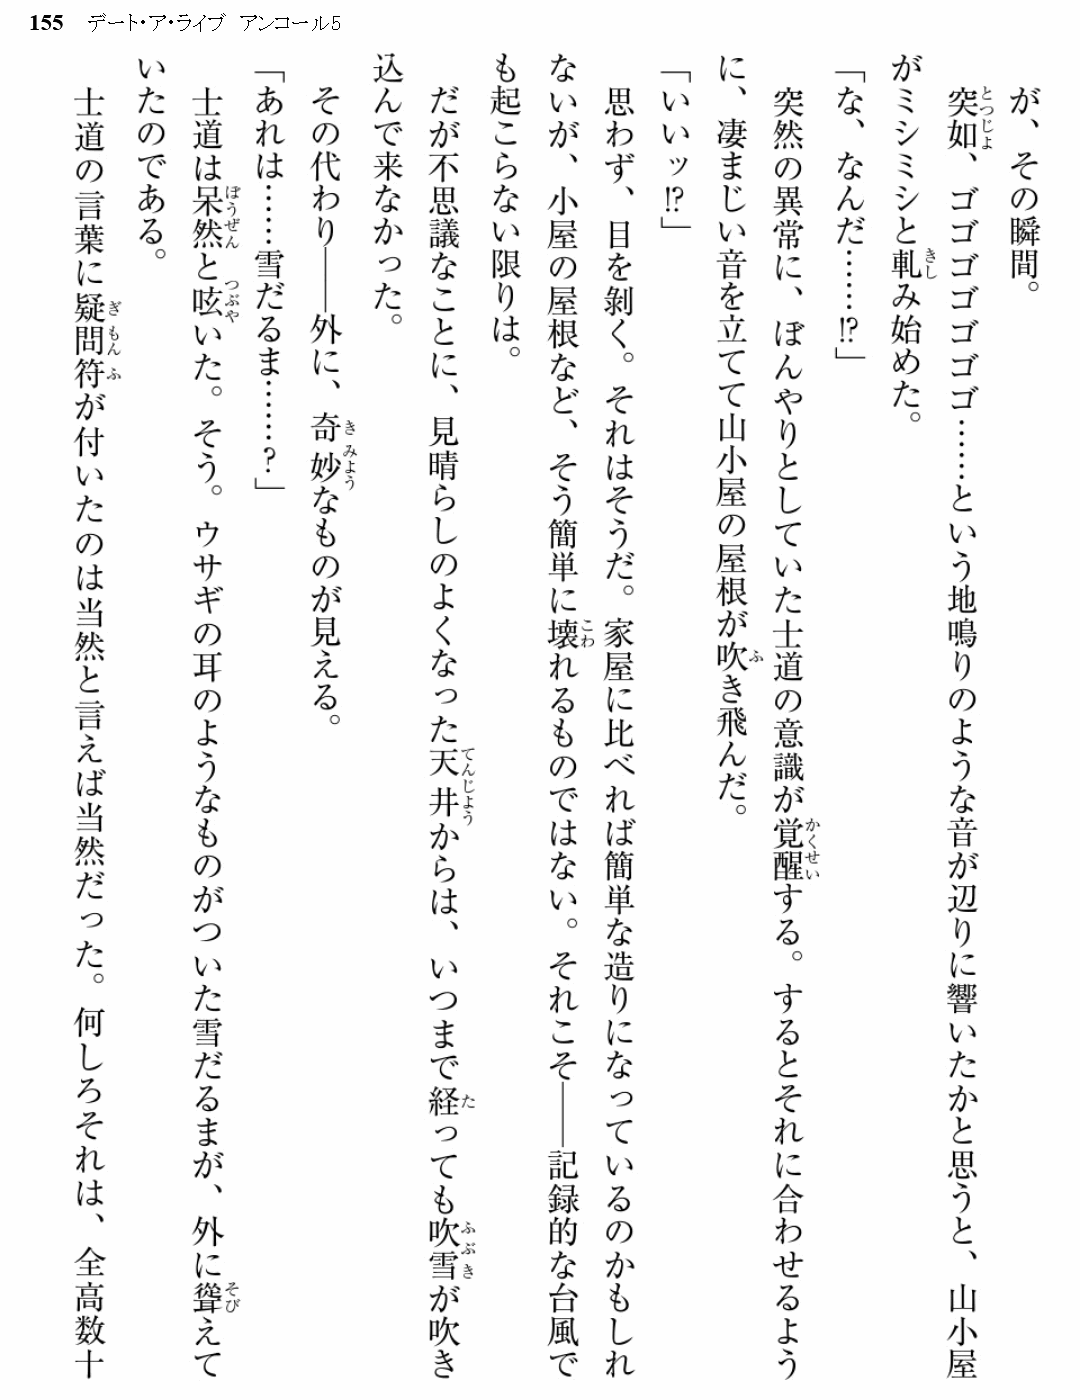 155 デート・ア・ライブ アンコール5
が、その瞬間。
突如、ゴゴゴゴゴゴゴ……という地鳴りのような音が辺りに響いたかと思うと、山小屋
がミシミシと軋み始めた。
「な、なんだ……!?」
突然の異常に、ぼんやりとしていた士道の意識が覚醒する。するとそれに合わせるよう
に、凄まじい音を立てて山小屋の屋根が吹き飛んだ。
「いいッ!?」
思わず、目を剝く。それはそうだ。家屋に比べれば簡単な造りになっているのかもしれ
ないが、小屋の屋根など、そう簡単に壊れるものではない。それこそ――記録的な台風で
も起こらない限りは。
だが不思議なことに、見晴らしのよくなった天井からは、いつまで経っても吹雪が吹き
込んで来なかった。
その代わり――外に、奇妙なものが見える。
「あれは……雪だるま……?」
士道は呆然と呟いた。そう。ウサギの耳のようなものがついた雪だるまが、外に聳えて
いたのである。
士道の言葉に疑問符が付いたのは当然と言えば当然だった。何しろそれは、全高数十